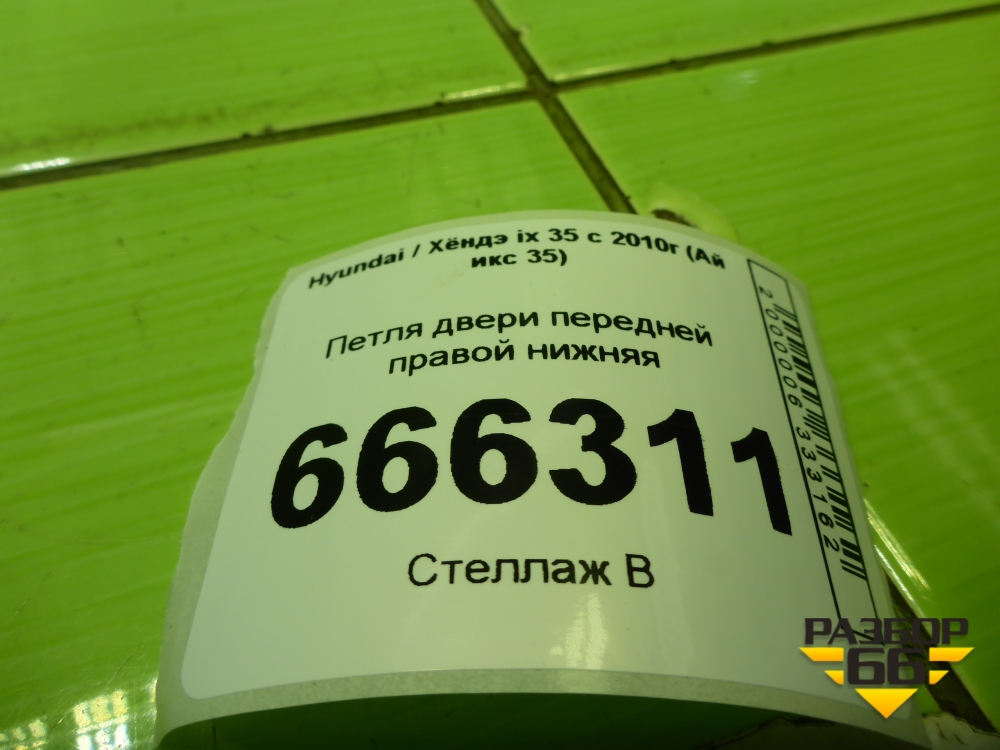 Hyundai / Хёндэ ix 35 с 2010г (Ай
икс 35)
Петля двери передней
правой нижняя
666311
Стеллаж В
2000006333162
РАЗБОР
66